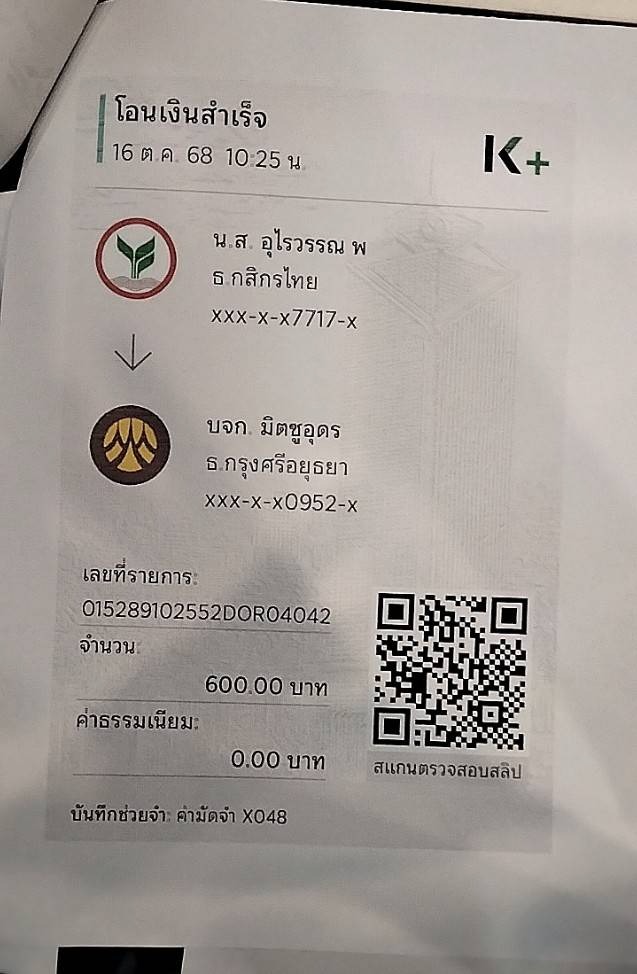 โอนเงินสำเร็จ
16 ต.ค. 68 10:25 น.
K+
น.ส. อุไรวรรณ พ
ธ.กสิกรไทย
xxx-x-x7717-x
บจก. มิตซูอุดร
ธ.กรุงศรีอยุธยา
xxx-x-x0952-x
เลขที่รายการ:
015289102552DOR04042
จำนวน:
600.00 บาท
ค่าธรรมเนียม:
0.00 บาท
สแกนตรวจสอบสลิป
บันทึกช่วยจำ: ค่ามัดจำ X048